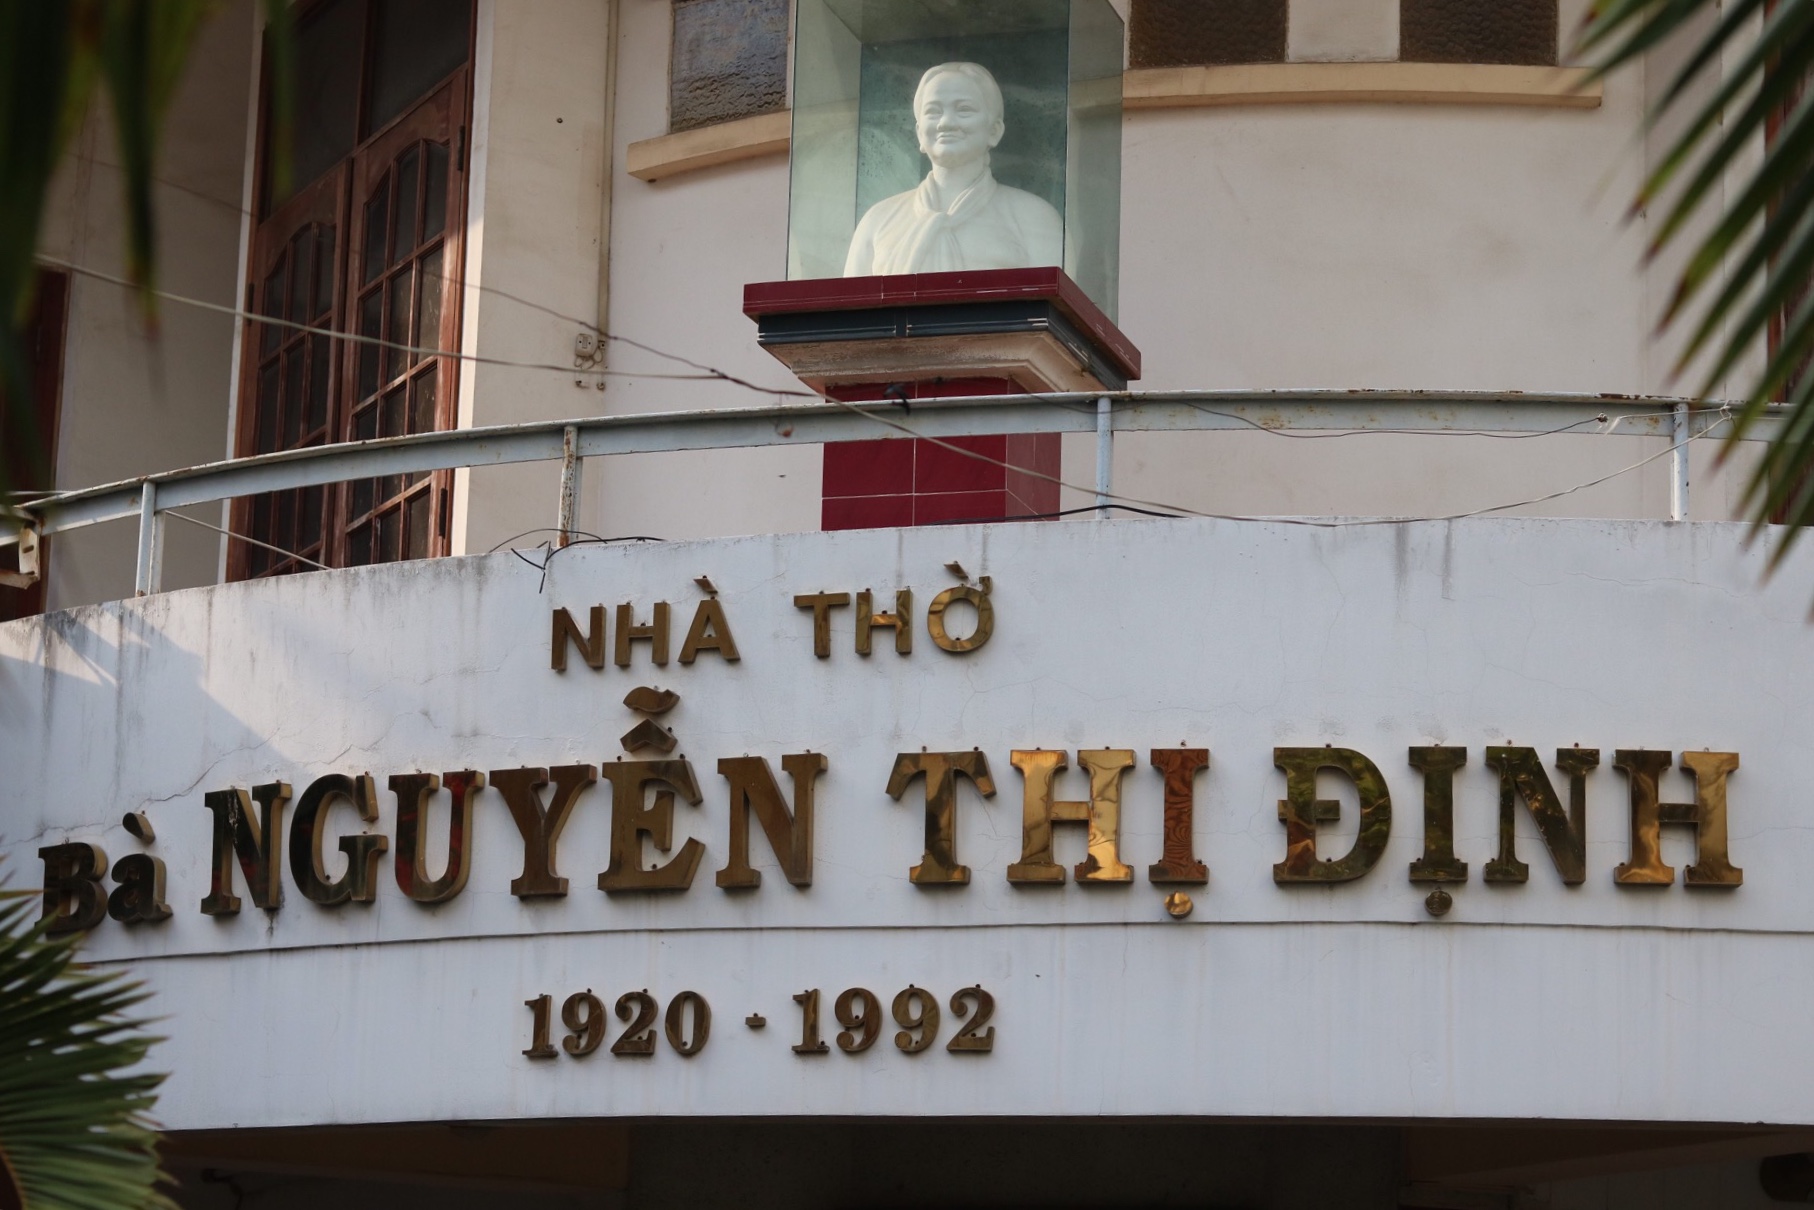 NHÀ THỜ
Bà NGUYỄN THỊ ĐỊNH
1920 - 1992